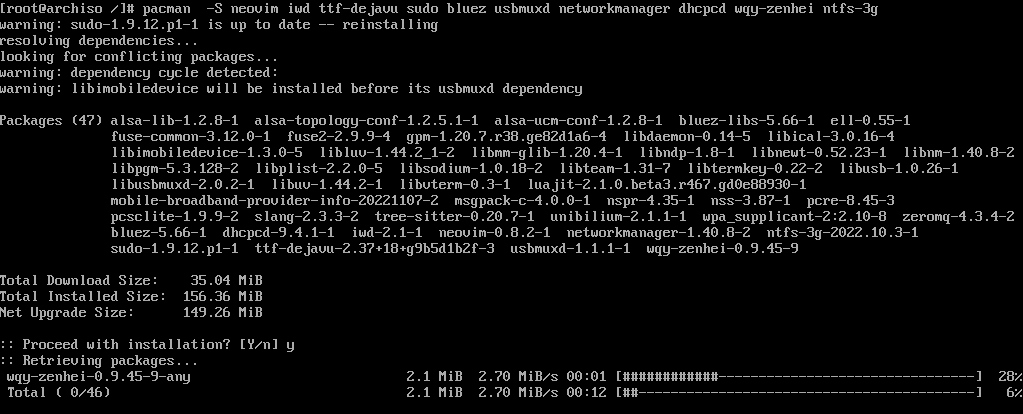 [root@archiso /]# pacman  -S neovim iwd ttf-dejavu sudo bluez usbmuxd networkmanager dhcpcd wqy-zenhei ntfs-3g
warning: sudo-1.9.12.p1-1 is up to date -- reinstalling
resolving dependencies...
looking for conflicting packages...
warning: dependency cycle detected:
warning: libimobiledevice will be installed before its usbmuxd dependency

Packages (47) alsa-lib-1.2.8-1  alsa-topology-conf-1.2.5.1-1  alsa-ucm-conf-1.2.8-1  bluez-libs-5.66-1  ell-0.55-1
fuse-common-3.12.0-1  fuse2-2.9.9-4  gpm-1.20.7.r38.ge82d1a6-4  libdaemon-0.14-5  libical-3.0.16-4
libimobiledevice-1.3.0-5  libluv-1.44.2_1-2  libmm-glib-1.20.4-1  libndp-1.8-1  libnewt-0.52.23-1  libnm-1.40.8-2
libpgm-5.3.128-2  libplist-2.2.0-5  libsodium-1.0.18-2  libteam-1.31-7  libtermkey-0.22-2  libusb-1.0.26-1
libusbmuxd-2.0.2-1  libuv-1.44.2-1  libvterm-0.3-1  luajit-2.1.0.beta3.r467.gd0e88930-1
mobile-broadband-provider-info-20221107-2  msgpack-c-4.0.0-1  nspr-4.35-1  nss-3.87-1  pcre-8.45-3
pcsclite-1.9.9-2  slang-2.3.3-2  tree-sitter-0.20.7-1  unibilium-2.1.1-1  wpa_supplicant-2:2.10-8  zeromq-4.3.4-2
bluez-5.66-1  dhcpcd-9.4.1-1  iwd-2.1-1  neovim-0.8.2-1  networkmanager-1.40.8-2  ntfs-3g-2022.10.3-1
sudo-1.9.12.p1-1  ttf-dejavu-2.37+18+g9b5d1b2f-3  usbmuxd-1.1.1-1  wqy-zenhei-0.9.45-9

Total Download Size:    35.04 MiB
Total Installed Size:  156.36 MiB
Net Upgrade Size:      149.26 MiB

:: Proceed with installation? [Y/n] y
:: Retrieving packages...
wqy-zenhei-0.9.45-9-any 2.1 MiB  2.70 MiB/s 00:01 [############--------------------------------]  28%
Total ( 0/46) 2.1 MiB  2.70 MiB/s 00:12 [##------------------------------------------]   6%